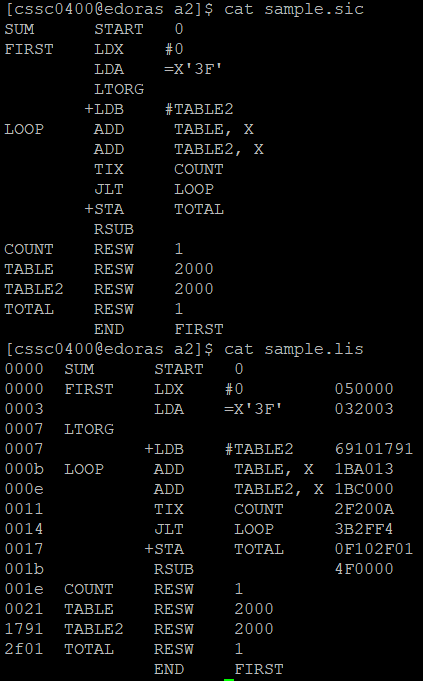 [cssc0400@edoras a2]$ cat sample.sic
SUM      START   0
FIRST    LDX    #0
         LDA    =X'3F'
         LTORG
        +LDB    #TABLE2
LOOP     ADD     TABLE, X
         ADD     TABLE2, X
         TIX     COUNT
         JLT     LOOP
        +STA     TOTAL
         RSUB
COUNT    RESW    1
TABLE    RESW    2000
TABLE2   RESW    2000
TOTAL    RESW    1
         END     FIRST
[cssc0400@edoras a2]$ cat sample.lis
0000  SUM      START   0
0000  FIRST    LDX    #0         050000
0003           LDA    =X'3F'     032003
0007  LTORG
0007          +LDB    #TABLE2    69101791
000b  LOOP     ADD     TABLE, X  1BA013
000e           ADD     TABLE2, X 1BC000
0011           TIX     COUNT     2F200A
0014           JLT     LOOP      3B2FF4
0017          +STA     TOTAL     0F102F01
001b           RSUB              4F0000
001e  COUNT    RESW    1
0021  TABLE    RESW    2000
1791  TABLE2   RESW    2000
2f01  TOTAL    RESW    1
               END     FIRST